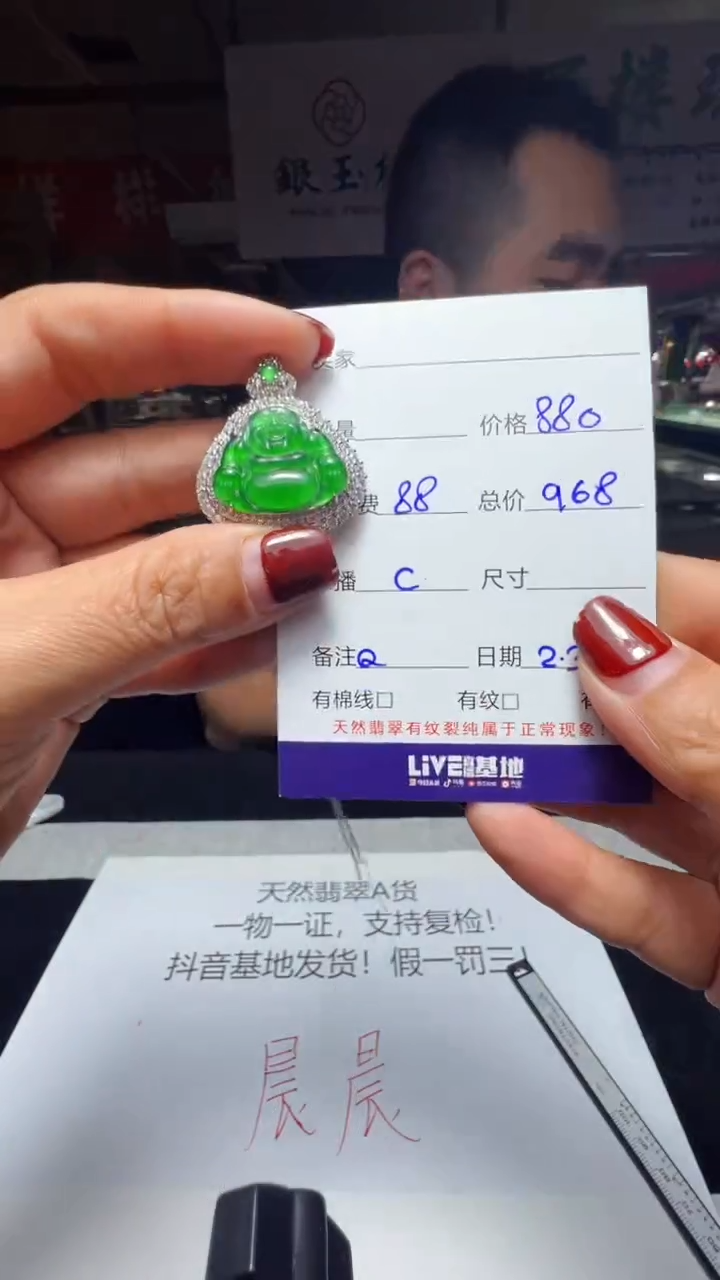 銀玉
家
量 价格 880
费 88 总价 968
播 C 尺寸
备注 Q 日期 2.
有棉线□ 有纹□
天然翡翠有纹裂纯属于正常现象!
LiVE 基地
天然翡翠A货
一物一证，支持复检！
抖音基地发货！假一罚三！
晨晨